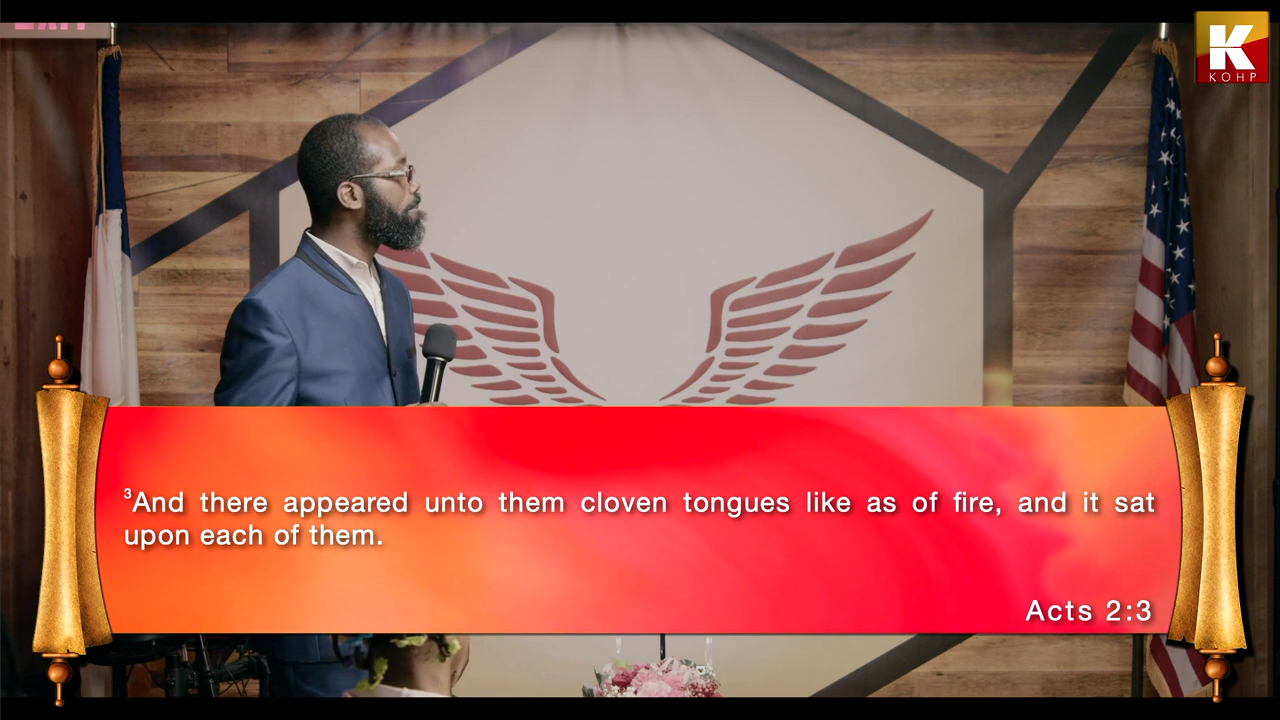 EXIT
K
KOHP
³And there appeared unto them cloven tongues like as of fire, and it sat
upon each of them.
Acts 2:3